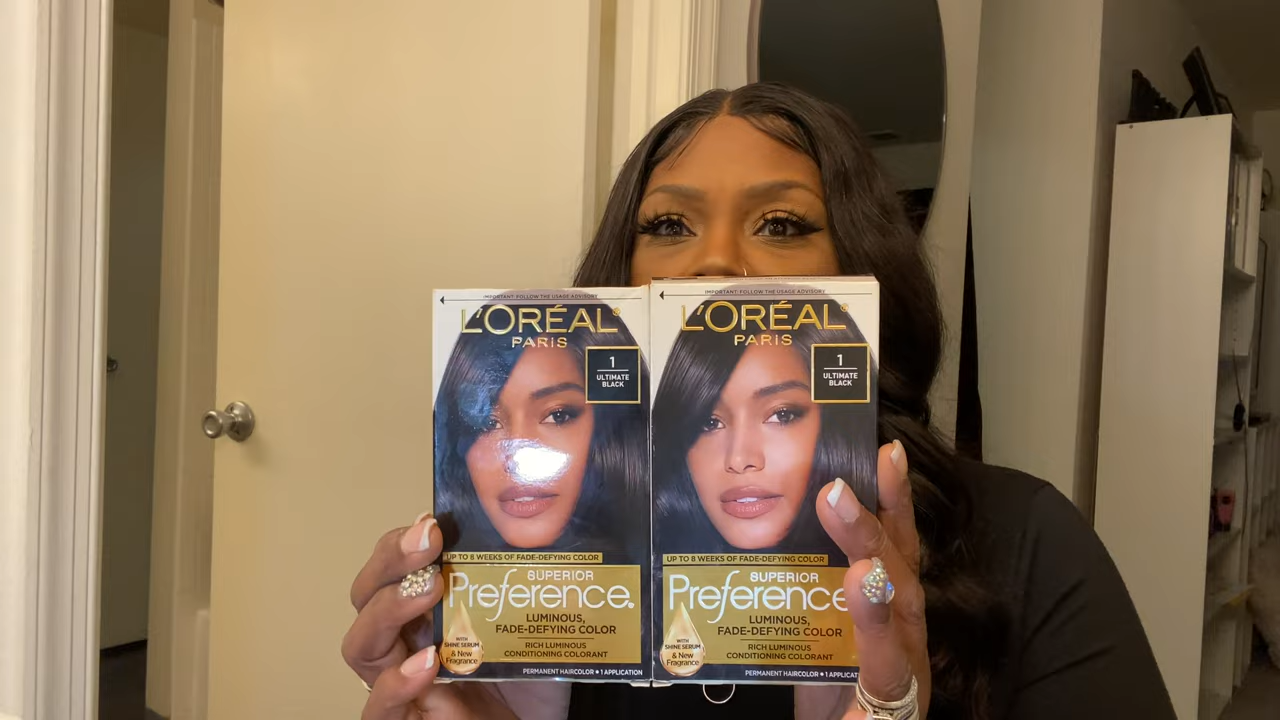 IMPORTANT: FOLLOW THE USAGE ADVISORY
L'ORÉAL®
PARIS
1
ULTIMATE
BLACK
UP TO 8 WEEKS OF FADE-DEFYING COLOR
SUPERIOR
Preference®
LUMINOUS,
FADE-DEFYING COLOR
RICH LUMINOUS
CONDITIONING COLORANT
WITH
SHINE SERUM
& New
Fragrance
PERMANENT HAIRCOLOR • 1 APPLICATION
IMPORTANT: FOLLOW THE USAGE ADVISORY
L'ORÉAL®
PARIS
1
ULTIMATE
BLACK
UP TO 8 WEEKS OF FADE-DEFYING COLOR
SUPERIOR
Preference
LUMINOUS,
FADE-DEFYING COLOR
RICH LUMINOUS
CONDITIONING COLORANT
WITH
SHINE SERUM
& New
Fragrance
PERMANENT HAIRCOLOR • 1 APPLICA